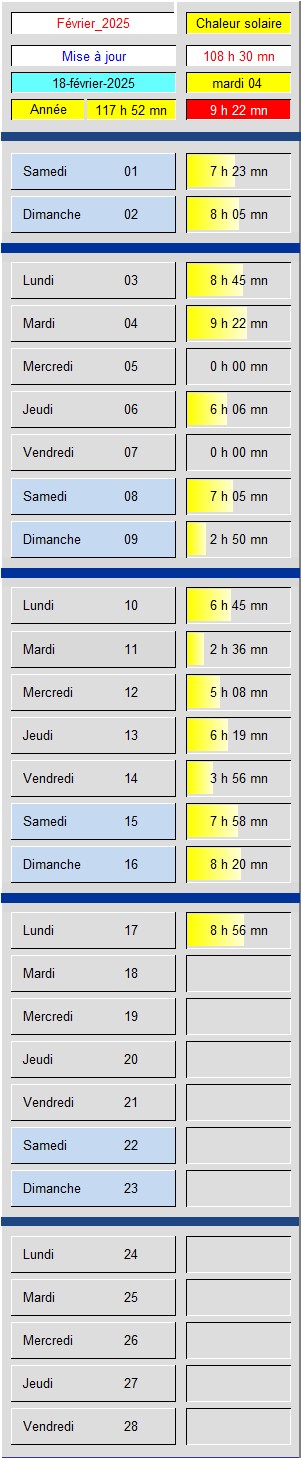 Février_2025 Chaleur solaire
Mise à jour 108 h 30 mn
18-février-2025 mardi 04
Année 117 h 52 mn 9 h 22 mn
Samedi 01 7 h 23 mn
Dimanche 02 8 h 05 mn
Lundi 03 8 h 45 mn
Mardi 04 9 h 22 mn
Mercredi 05 0 h 00 mn
Jeudi 06 6 h 06 mn
Vendredi 07 0 h 00 mn
Samedi 08 7 h 05 mn
Dimanche 09 2 h 50 mn
Lundi 10 6 h 45 mn
Mardi 11 2 h 36 mn
Mercredi 12 5 h 08 mn
Jeudi 13 6 h 19 mn
Vendredi 14 3 h 56 mn
Samedi 15 7 h 58 mn
Dimanche 16 8 h 20 mn
Lundi 17 8 h 56 mn
Mardi 18
Mercredi 19
Jeudi 20
Vendredi 21
Samedi 22
Dimanche 23
Lundi 24
Mardi 25
Mercredi 26
Jeudi 27
Vendredi 28